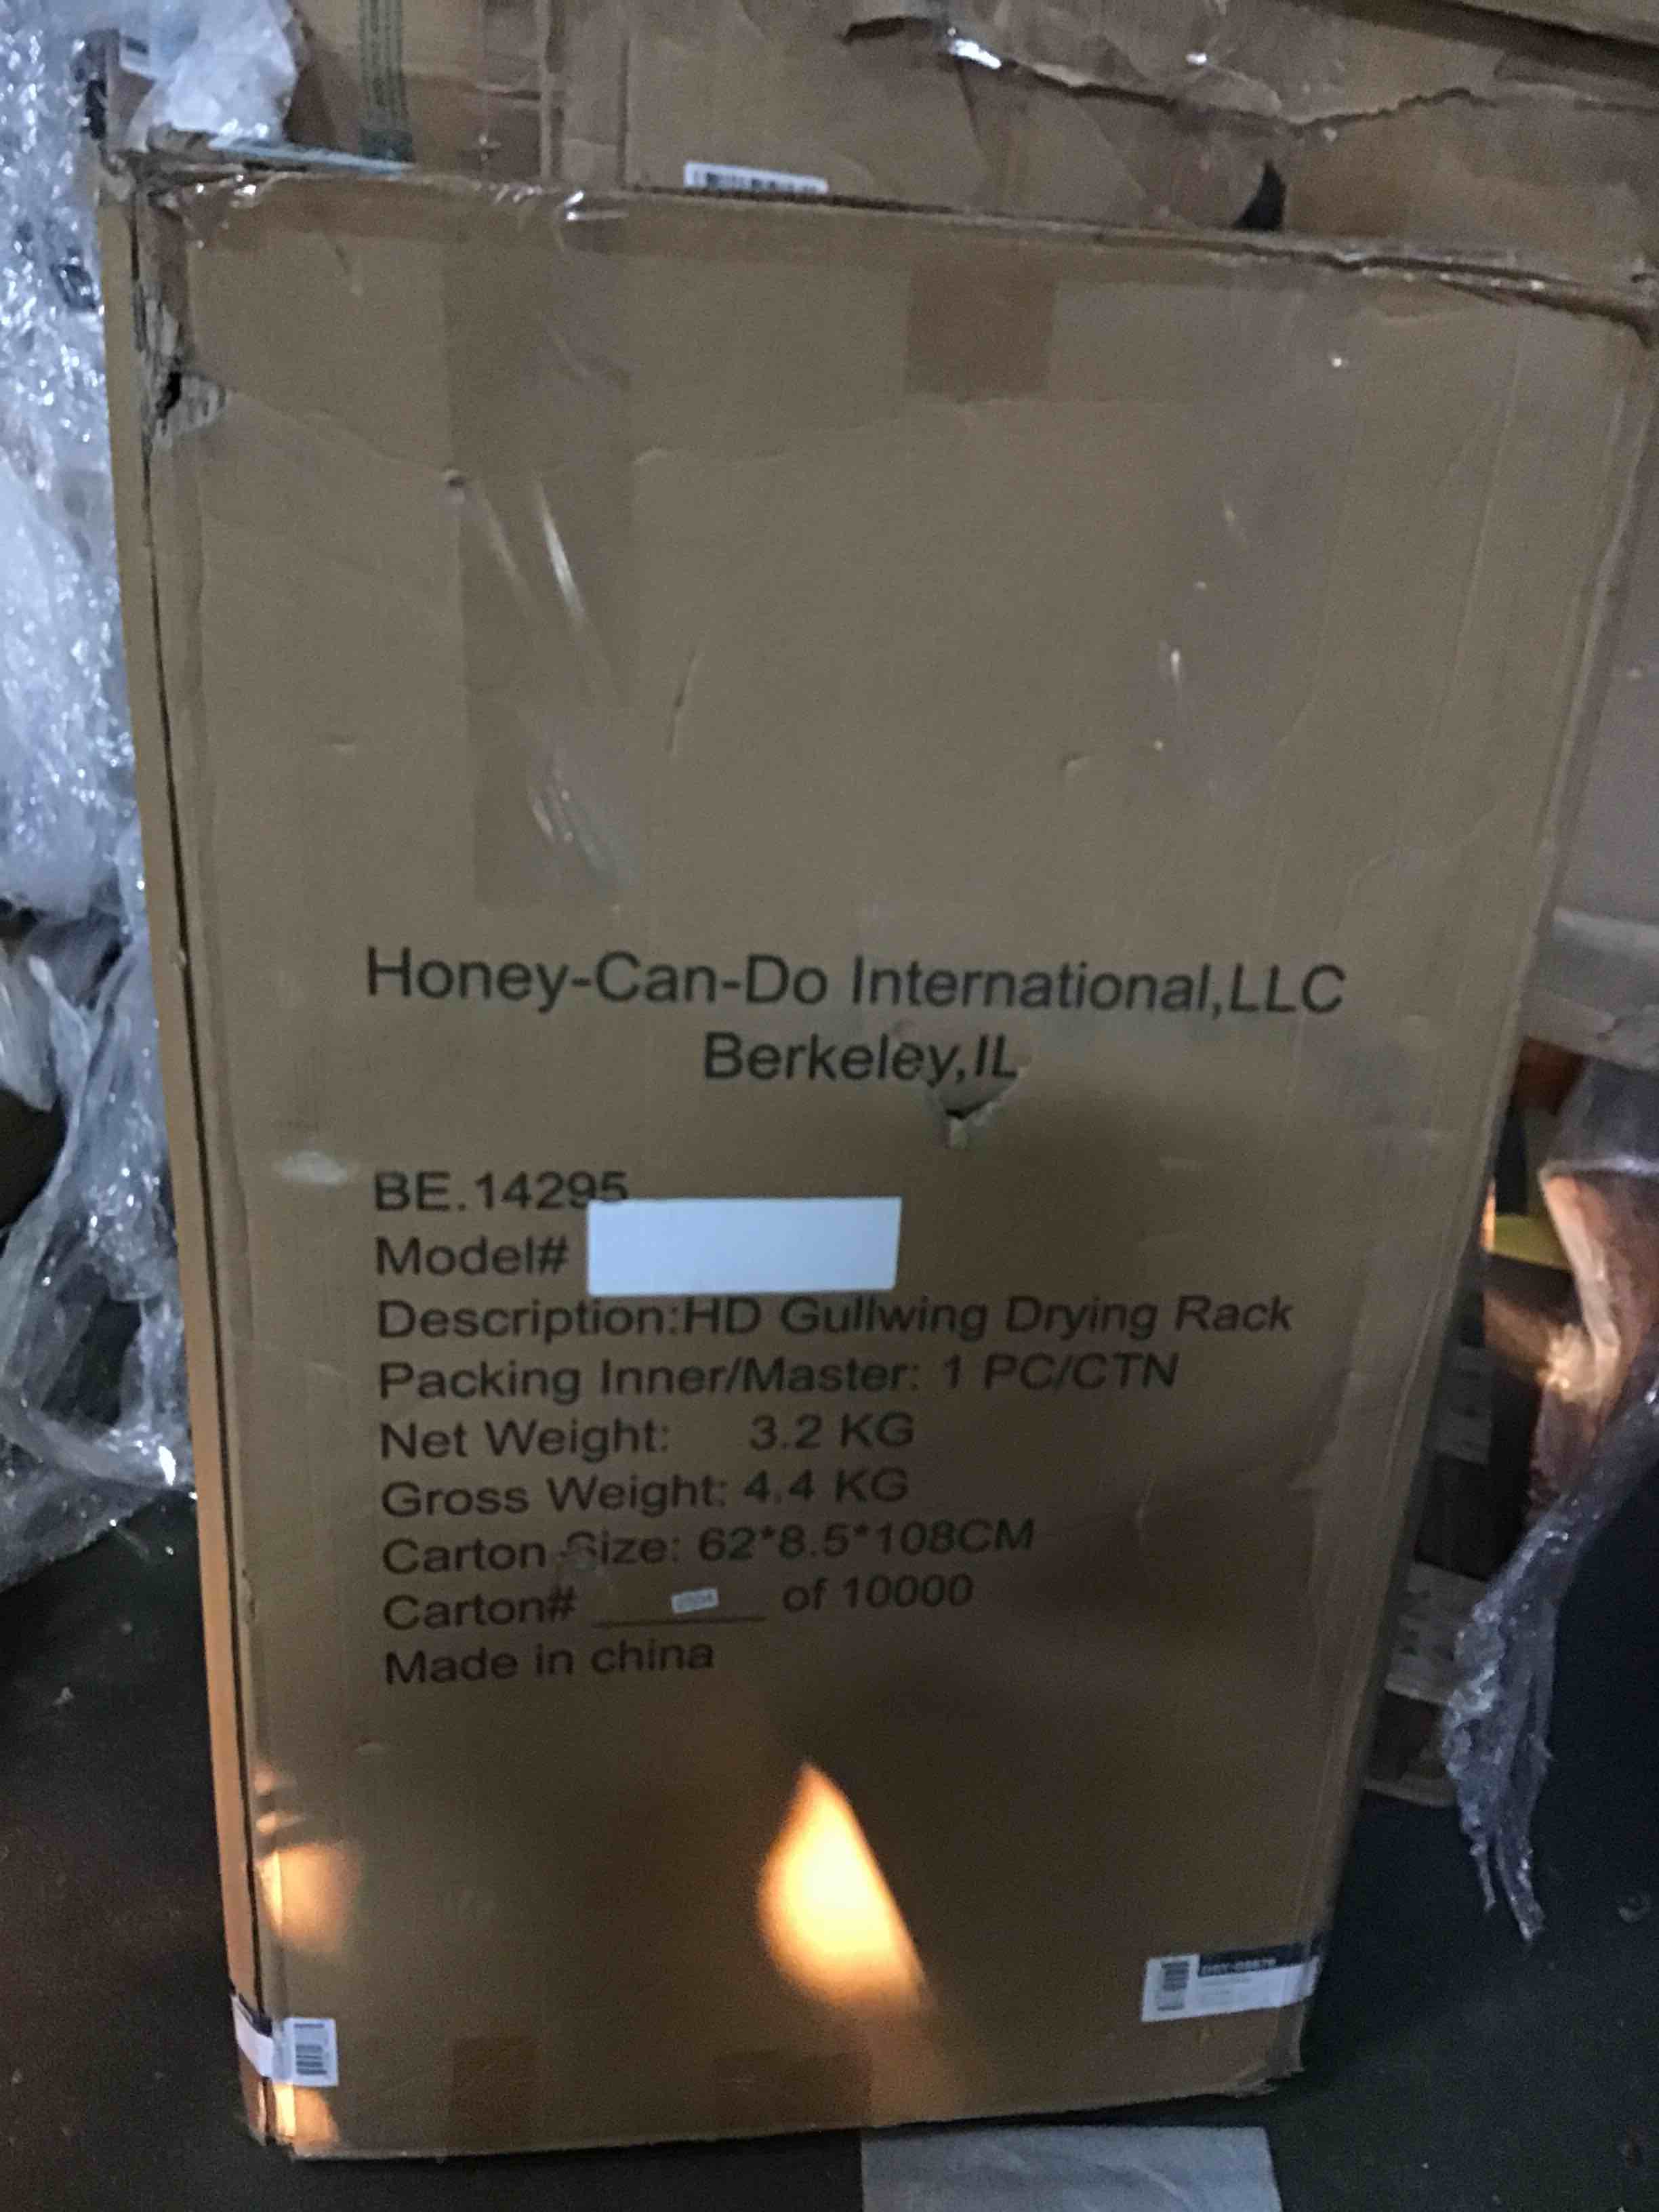 Honey-Can-Do International,LLC
Berkeley,IL
BE.14295
Model#
Description:HD Gullwing Drying Rack
Packing Inner/Master: 1 PC/CTN
Net Weight: 3.2 KG
Gross Weight: 4.4 KG
Carton Size: 62*8.5*108CM
Carton# of 10000
Made in china